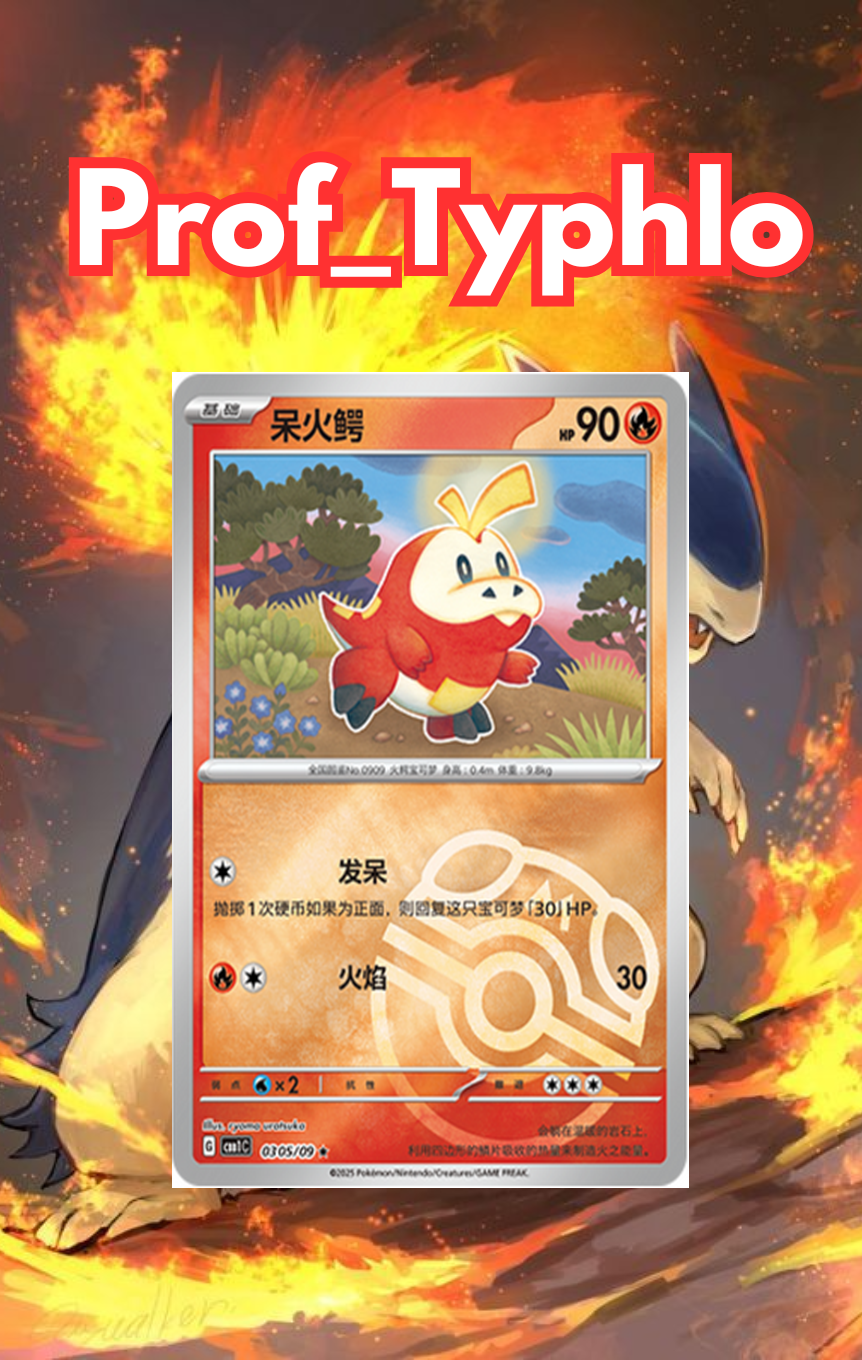 Prof_Typhlo
基础
呆火鳄
HP 90
全国图鉴No.0909 火鳄宝可梦 身高：0.4m 体重：9.8kg
发呆
抛掷1次硬币如果为正面，则回复这只宝可梦「30」HP。
火焰 30
弱点 ×2 抗性 撤退
Illus. ryoma uratsuka
会躺在温暖的岩石上，
利用四边形的鳞片吸收的热量来制造火之能量。
G CBB1C 0305/09 ★
©2025 Pokémon/Nintendo/Creatures/GAME FREAK.